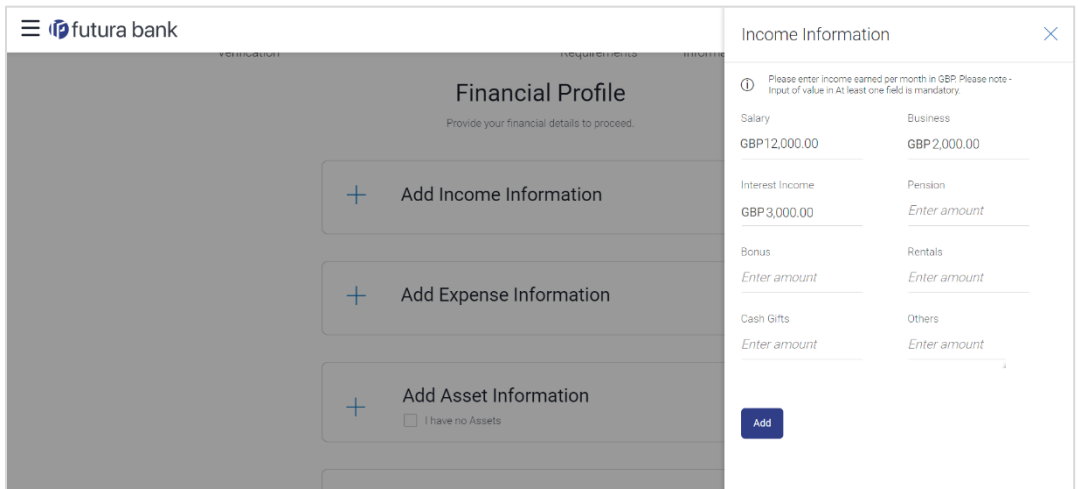 futura bank
Verification
Requirements
Financial Profile
Provide your financial details to proceed.
Add Income Information
Add Expense Information
Add Asset Information
I have no Assets
Income Information
Please enter income earned per month in GBP. Please note -
Input of value in At least one field is mandatory.
Salary Business
GBP12,000.00 GBP2,000.00
Interest Income Pension
GBP3,000.00 Enter amount
Bonus Rentals
Enter amount Enter amount
Cash Gifts Others
Enter amount Enter amount
Add